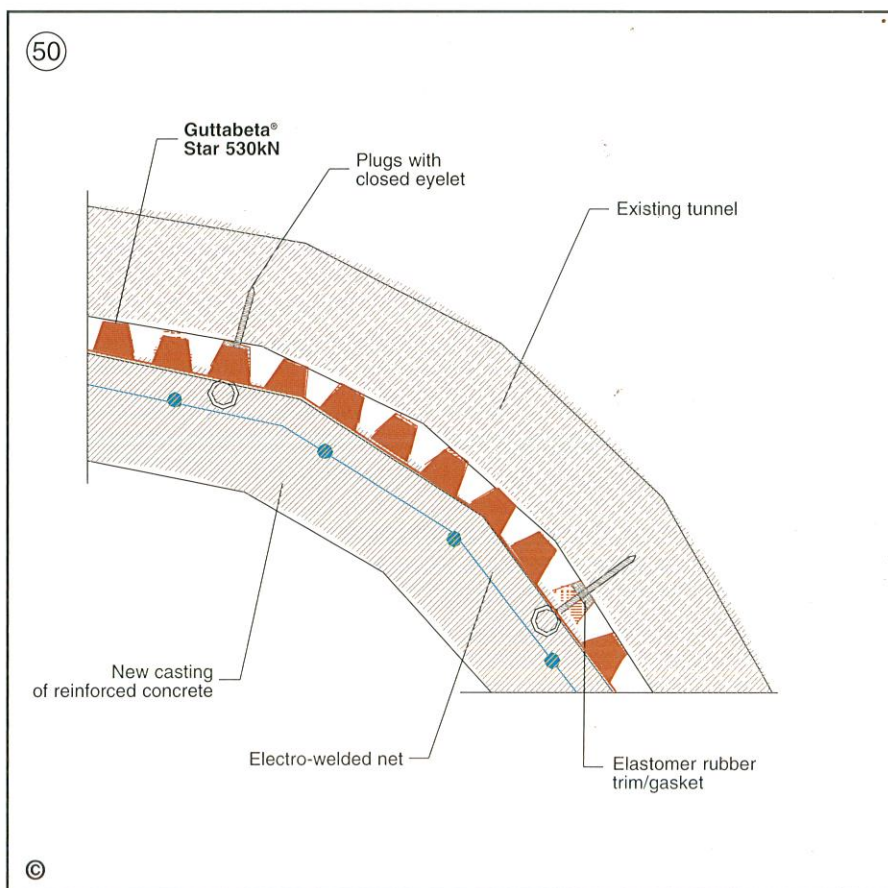 50
Guttabeta®
Star 530kN
Plugs with
closed eyelet
Existing tunnel
New casting
of reinforced concrete
Electro-welded net
Elastomer rubber
trim/gasket
©